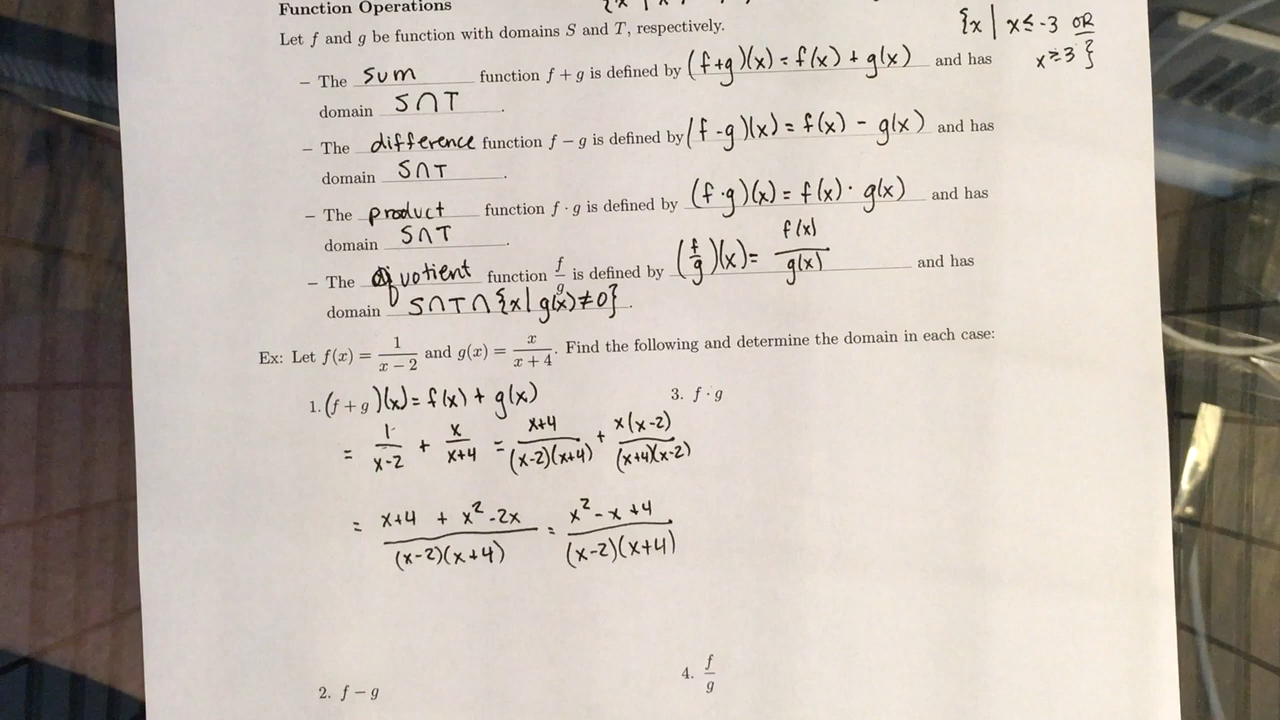 Function Operations
Let f and g be function with domains S and T, respectively.
{x | x ≤ -3 OR
x ≥ 3}
– The sum function f + g is defined by (f+g)(x) = f(x) + g(x) and has
domain S∩T.
– The difference function f − g is defined by (f-g)(x) = f(x) - g(x) and has
domain S∩T.
– The product function f · g is defined by (f·g)(x) = f(x) · g(x) and has
domain S∩T.
– The quotient function f/g is defined by (f/g)(x) = f(x)/g(x) and has
domain S∩T∩{x| g(x) ≠ 0}.
Ex: Let f(x) = 1/(x − 2) and g(x) = x/(x + 4). Find the following and determine the domain in each case:
1. (f + g)(x) = f(x) + g(x)
= 1/(x-2) + x/(x+4) = (x+4)/((x-2)(x+4)) + x(x-2)/((x+4)(x-2))
= (x+4 + x²-2x)/((x-2)(x+4)) = (x²-x+4)/((x-2)(x+4))
3. f · g
2. f − g
4. f/g